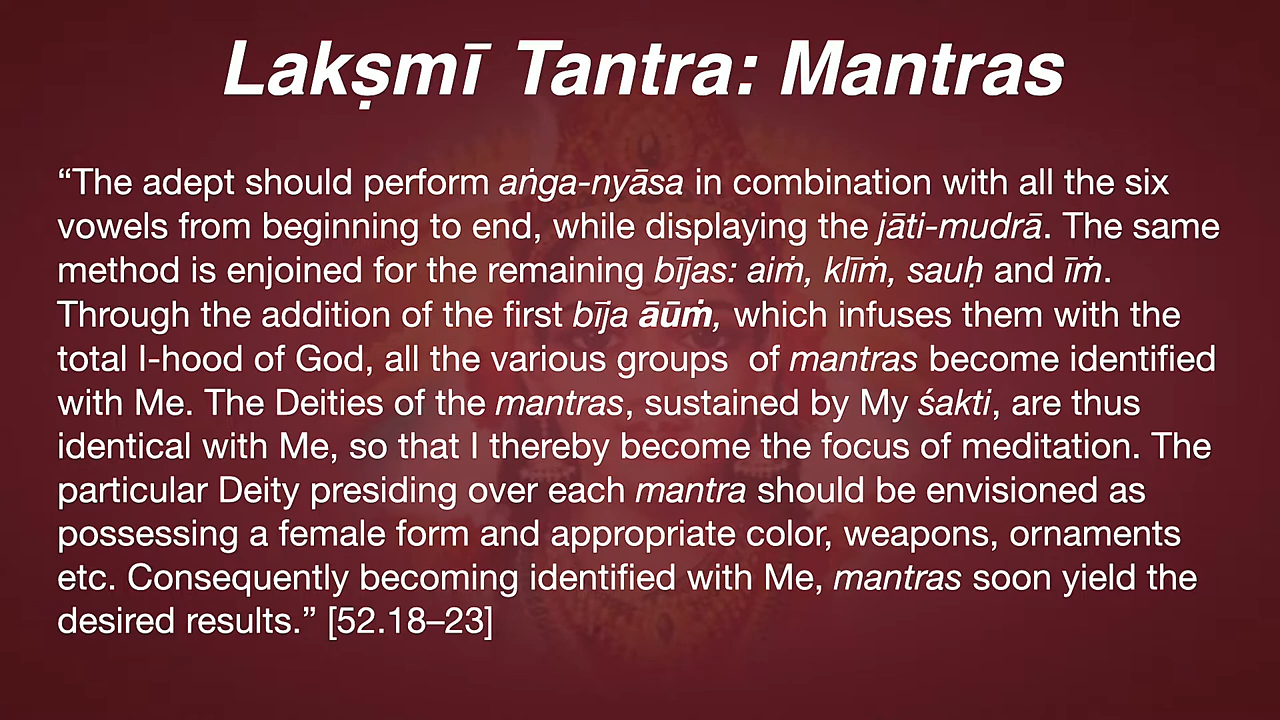 Lakṣmī Tantra: Mantras
“The adept should perform aṅga-nyāsa in combination with all the six
vowels from beginning to end, while displaying the jāti-mudrā. The same
method is enjoined for the remaining bījas: aiṁ, klīṁ, sauḥ and īṁ.
Through the addition of the first bīja āūṁ, which infuses them with the
total I-hood of God, all the various groups  of mantras become identified
with Me. The Deities of the mantras, sustained by My śakti, are thus
identical with Me, so that I thereby become the focus of meditation. The
particular Deity presiding over each mantra should be envisioned as
possessing a female form and appropriate color, weapons, ornaments
etc. Consequently becoming identified with Me, mantras soon yield the
desired results.” [52.18–23]